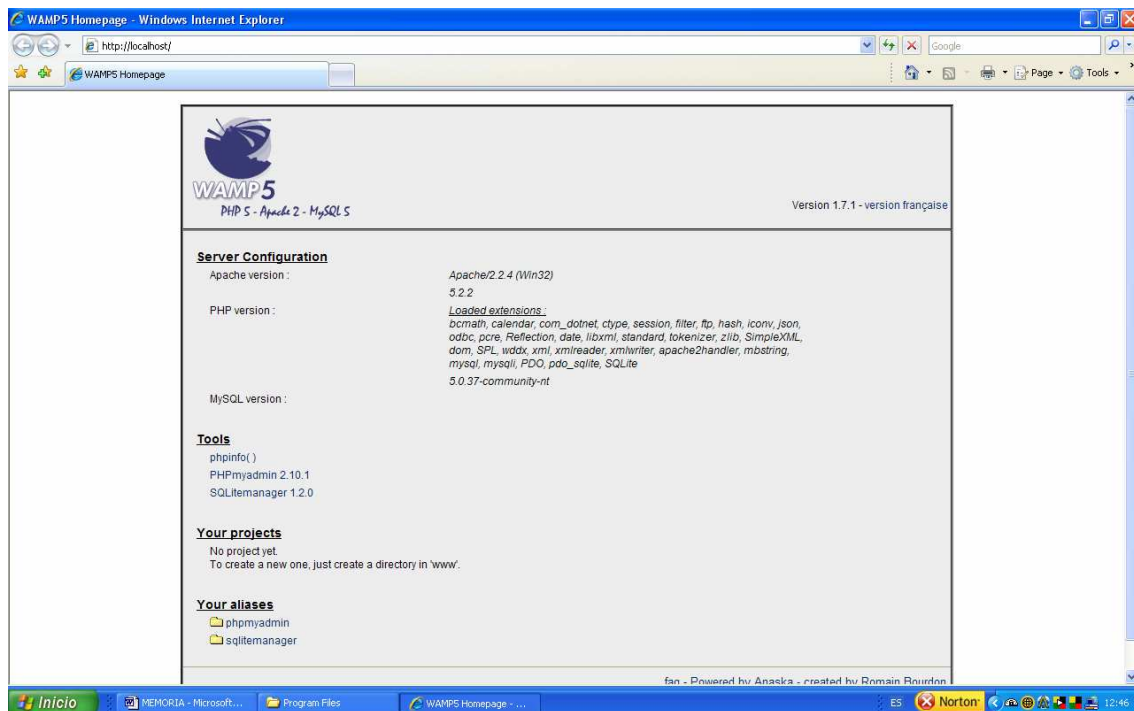 WAMP5 Homepage - Windows Internet Explorer
http://localhost/
Google
WAMP5 Homepage
Page
Tools
WAMP5
PHP 5 - Apache 2 - MySQL 5
Version 1.7.1 - version française
Server Configuration
Apache version :
Apache/2.2.4 (Win32)
5.2.2
PHP version :
Loaded extensions :
bcmath, calendar, com_dotnet, ctype, session, filter, ftp, hash, iconv, json,
odbc, pcre, Reflection, date, libxml, standard, tokenizer, zlib, SimpleXML,
dom, SPL, wddx, xml, xmlreader, xmlwriter, apache2handler, mbstring,
mysql, mysqli, PDO, pdo_sqlite, SQLite
5.0.37-community-nt
MySQL version :
Tools
phpinfo( )
PHPmyadmin 2.10.1
SQLitemanager 1.2.0
Your projects
No project yet.
To create a new one, just create a directory in 'www'.
Your aliases
phpmyadmin
sqlitemanager
faq - Powered by Anaska - created by Romain Bourdon
Inicio
MEMORIA - Microsoft...
Program Files
WAMP5 Homepage - ...
ES
Norton
12:46